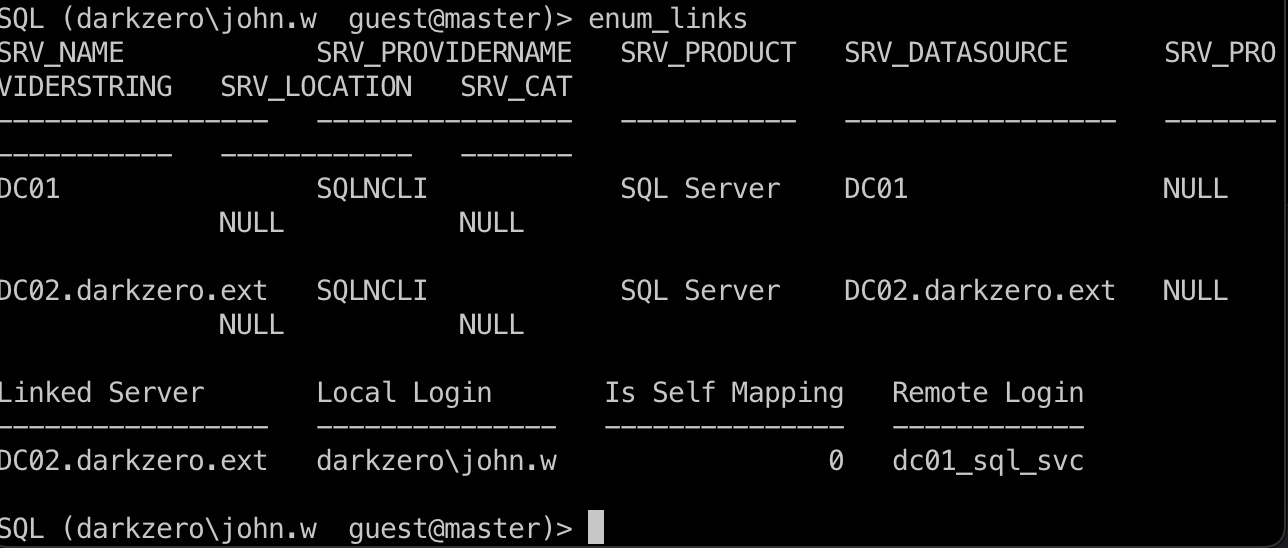 SQL (darkzero\john.w  guest@master)> enum_links
SRV_NAME            SRV_PROVIDERNAME   SRV_PRODUCT   SRV_DATASOURCE      SRV_PRO
VIDERSTRING   SRV_LOCATION   SRV_CAT
-----------------   ----------------   -----------   -----------------   -------
-----------   ------------   -------
DC01                SQLNCLI            SQL Server    DC01                NULL
              NULL           NULL
DC02.darkzero.ext   SQLNCLI            SQL Server    DC02.darkzero.ext   NULL
              NULL           NULL
Linked Server       Local Login       Is Self Mapping   Remote Login
-----------------   ---------------   ---------------   ------------
DC02.darkzero.ext   darkzero\john.w                 0   dc01_sql_svc
SQL (darkzero\john.w  guest@master)>